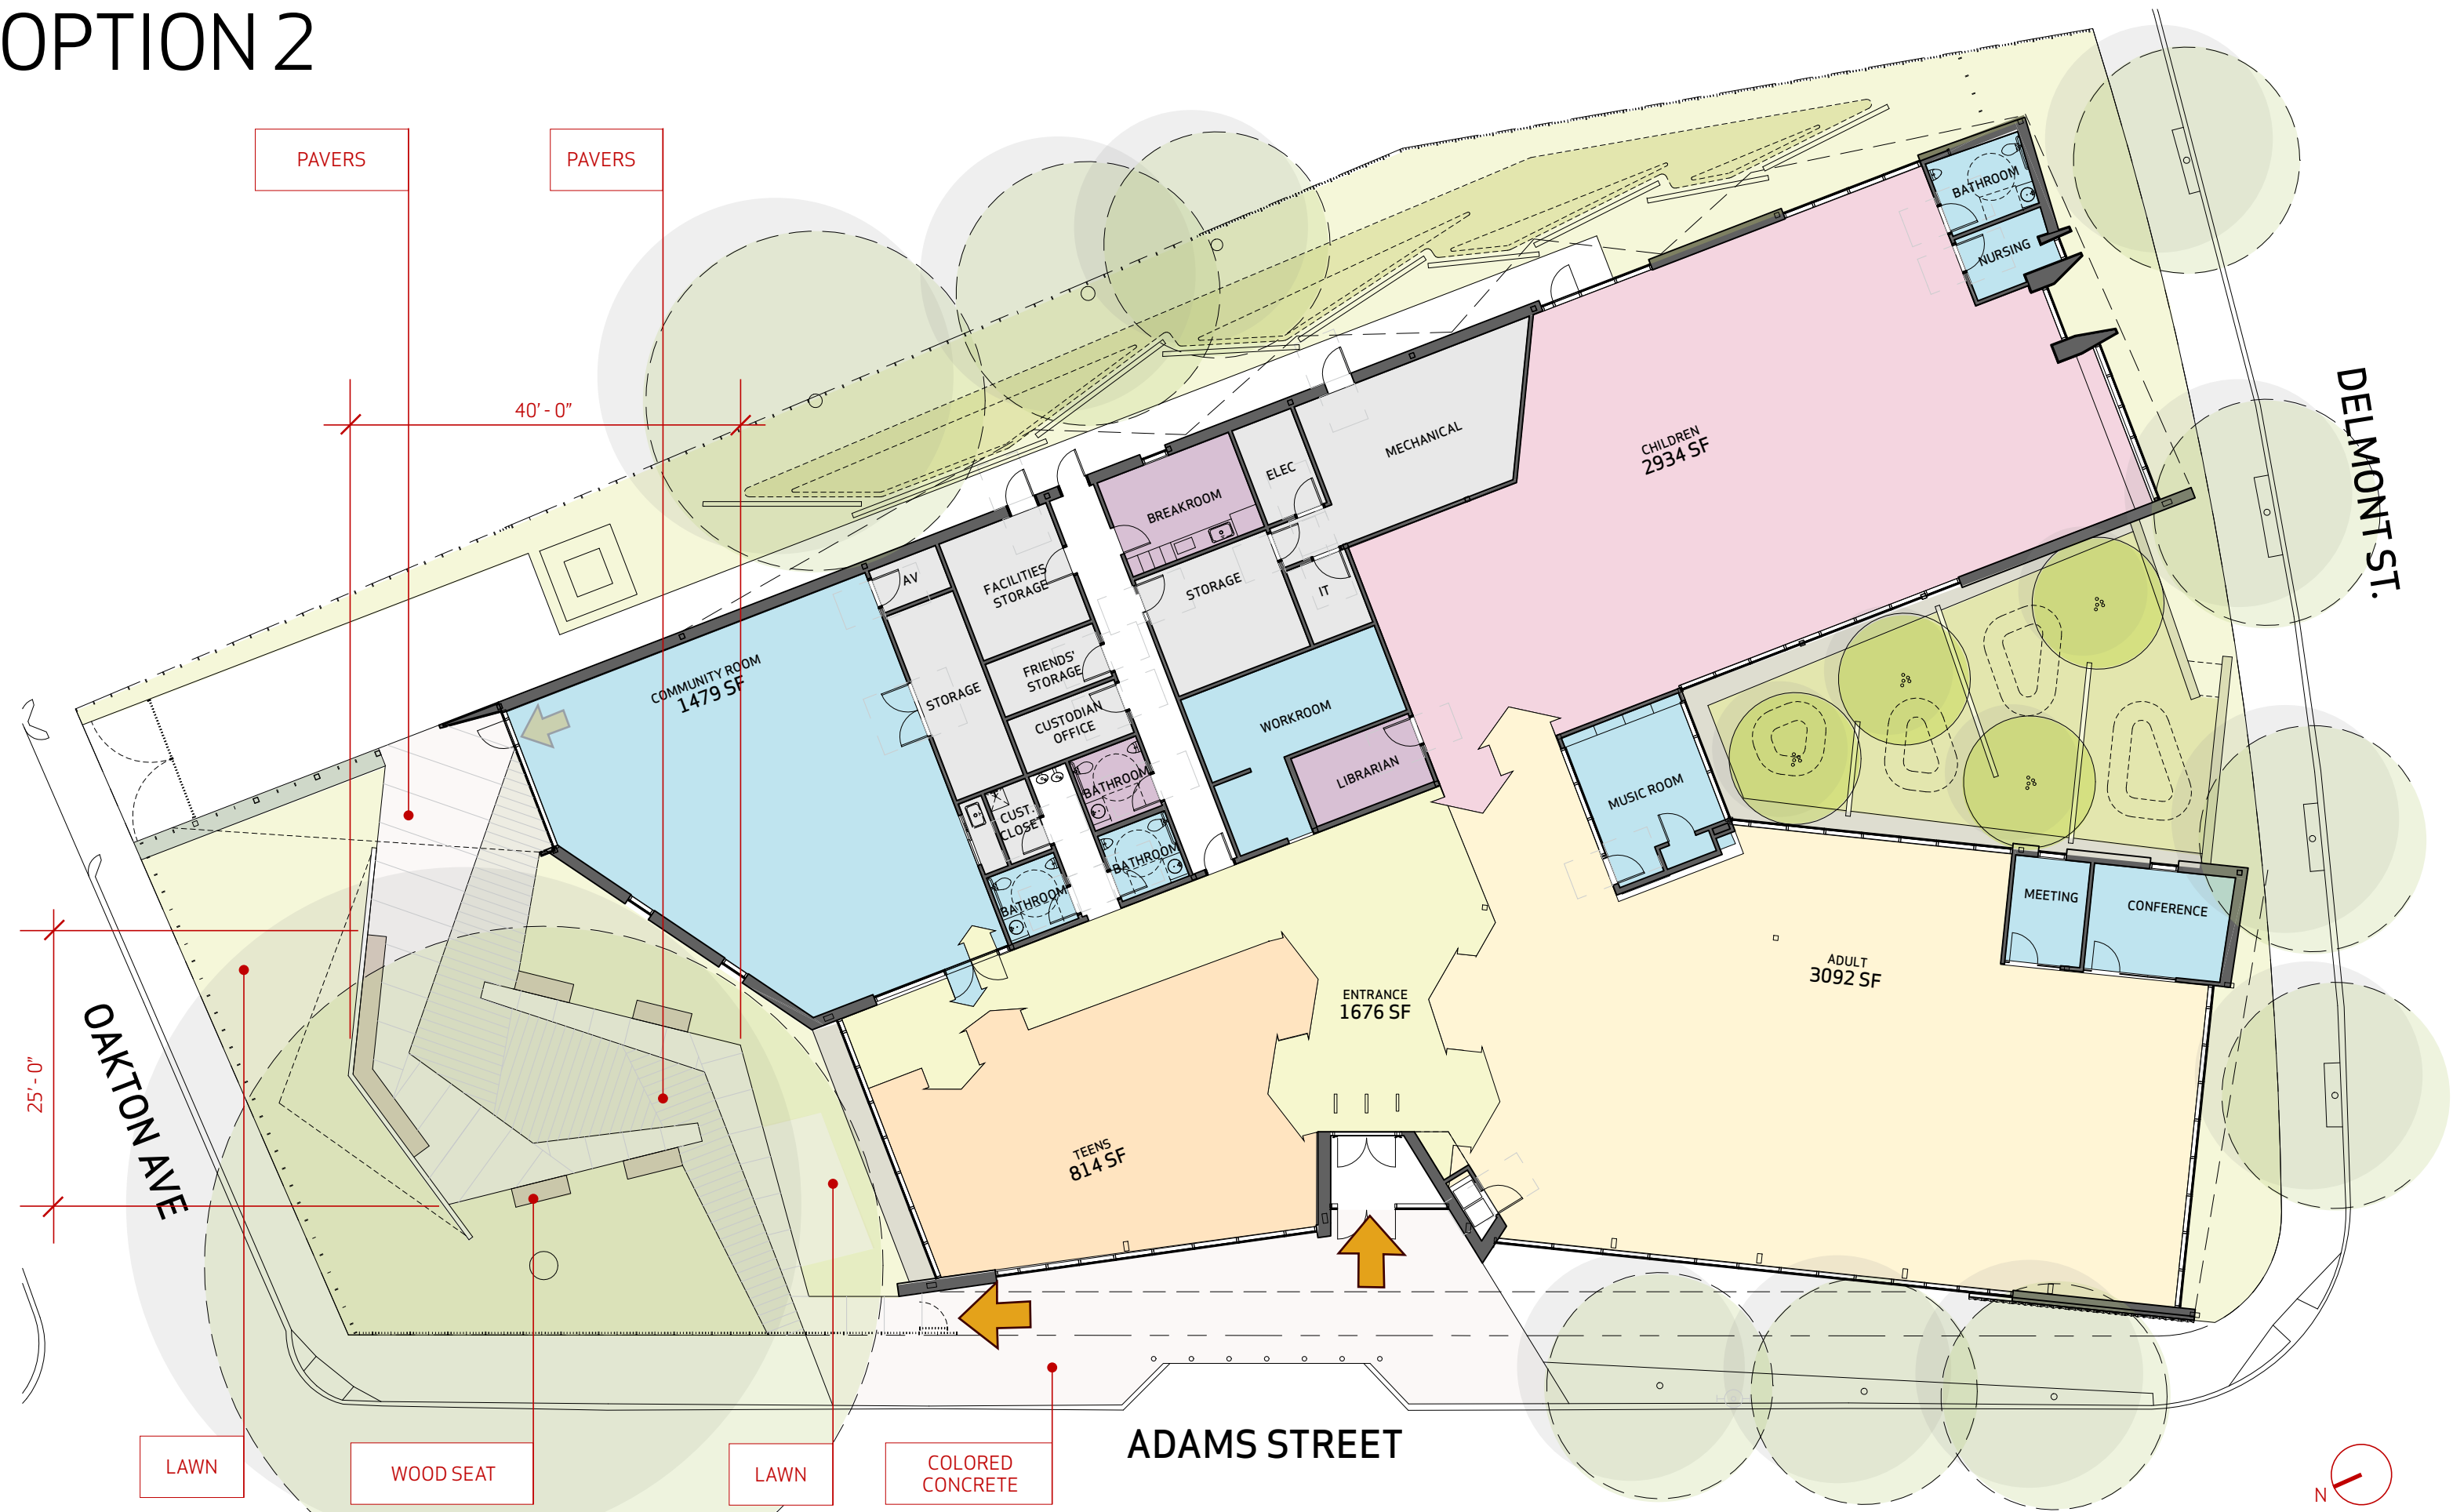 OPTION 2
PAVERS
PAVERS
40' - 0"
BATHROOM
NURSING
DELMONT ST.
CHILDREN
2934 SF
MECHANICAL
ELEC
BREAKROOM
STORAGE
IT
AV
FACILITIES
STORAGE
FRIENDS'
STORAGE
COMMUNITY ROOM
1479 SF
STORAGE
CUSTODIAN
OFFICE
WORKROOM
LIBRARIAN
BATHROOM
CUST.
CLOSET
BATHROOM
BATHROOM
MUSIC ROOM
MEETING
CONFERENCE
ADULT
3092 SF
ENTRANCE
1676 SF
TEENS
814 SF
OAKTON AVE
25' - 0"
ADAMS STREET
LAWN
WOOD SEAT
LAWN
COLORED
CONCRETE
N